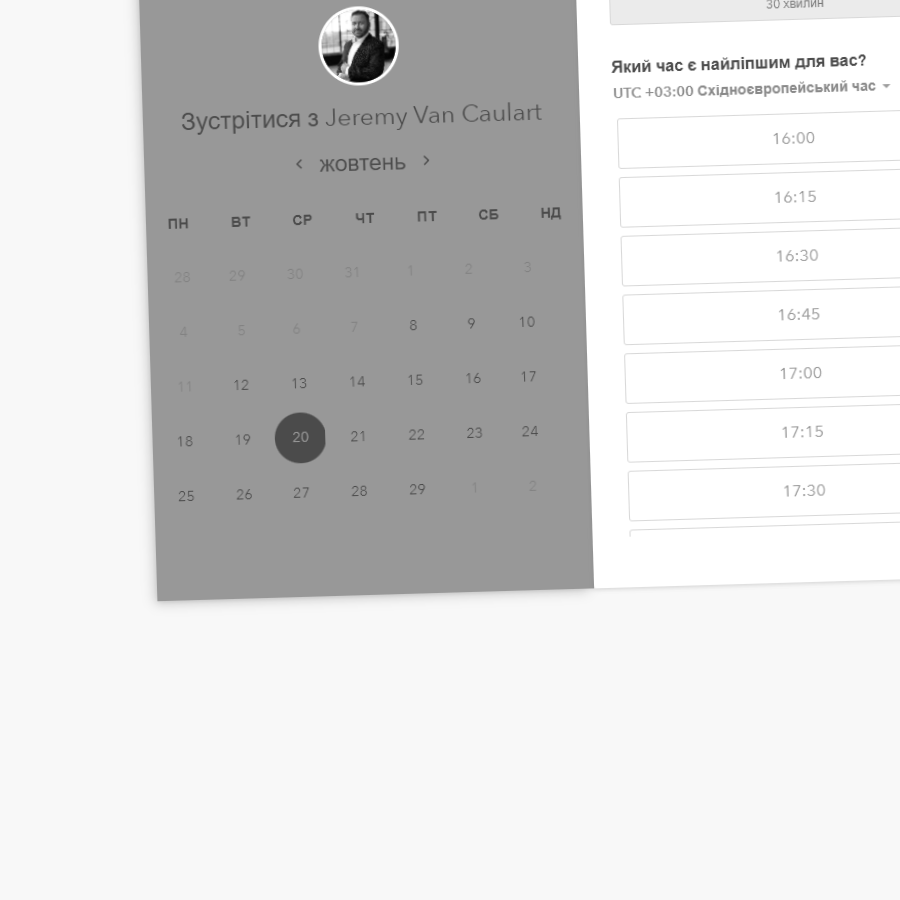 Зустрітися з Jeremy Van Caulart
‹ жовтень ›
ПН ВТ СР ЧТ ПТ СБ НД
28 29 30 31 1 2 3
4 5 6 7 8 9 10
11 12 13 14 15 16 17
18 19 20 21 22 23 24
25 26 27 28 29 1 2
30 хвилин
Який час є найліпшим для вас?
UTC +03:00 Східноєвропейський час
16:00
16:15
16:30
16:45
17:00
17:15
17:30